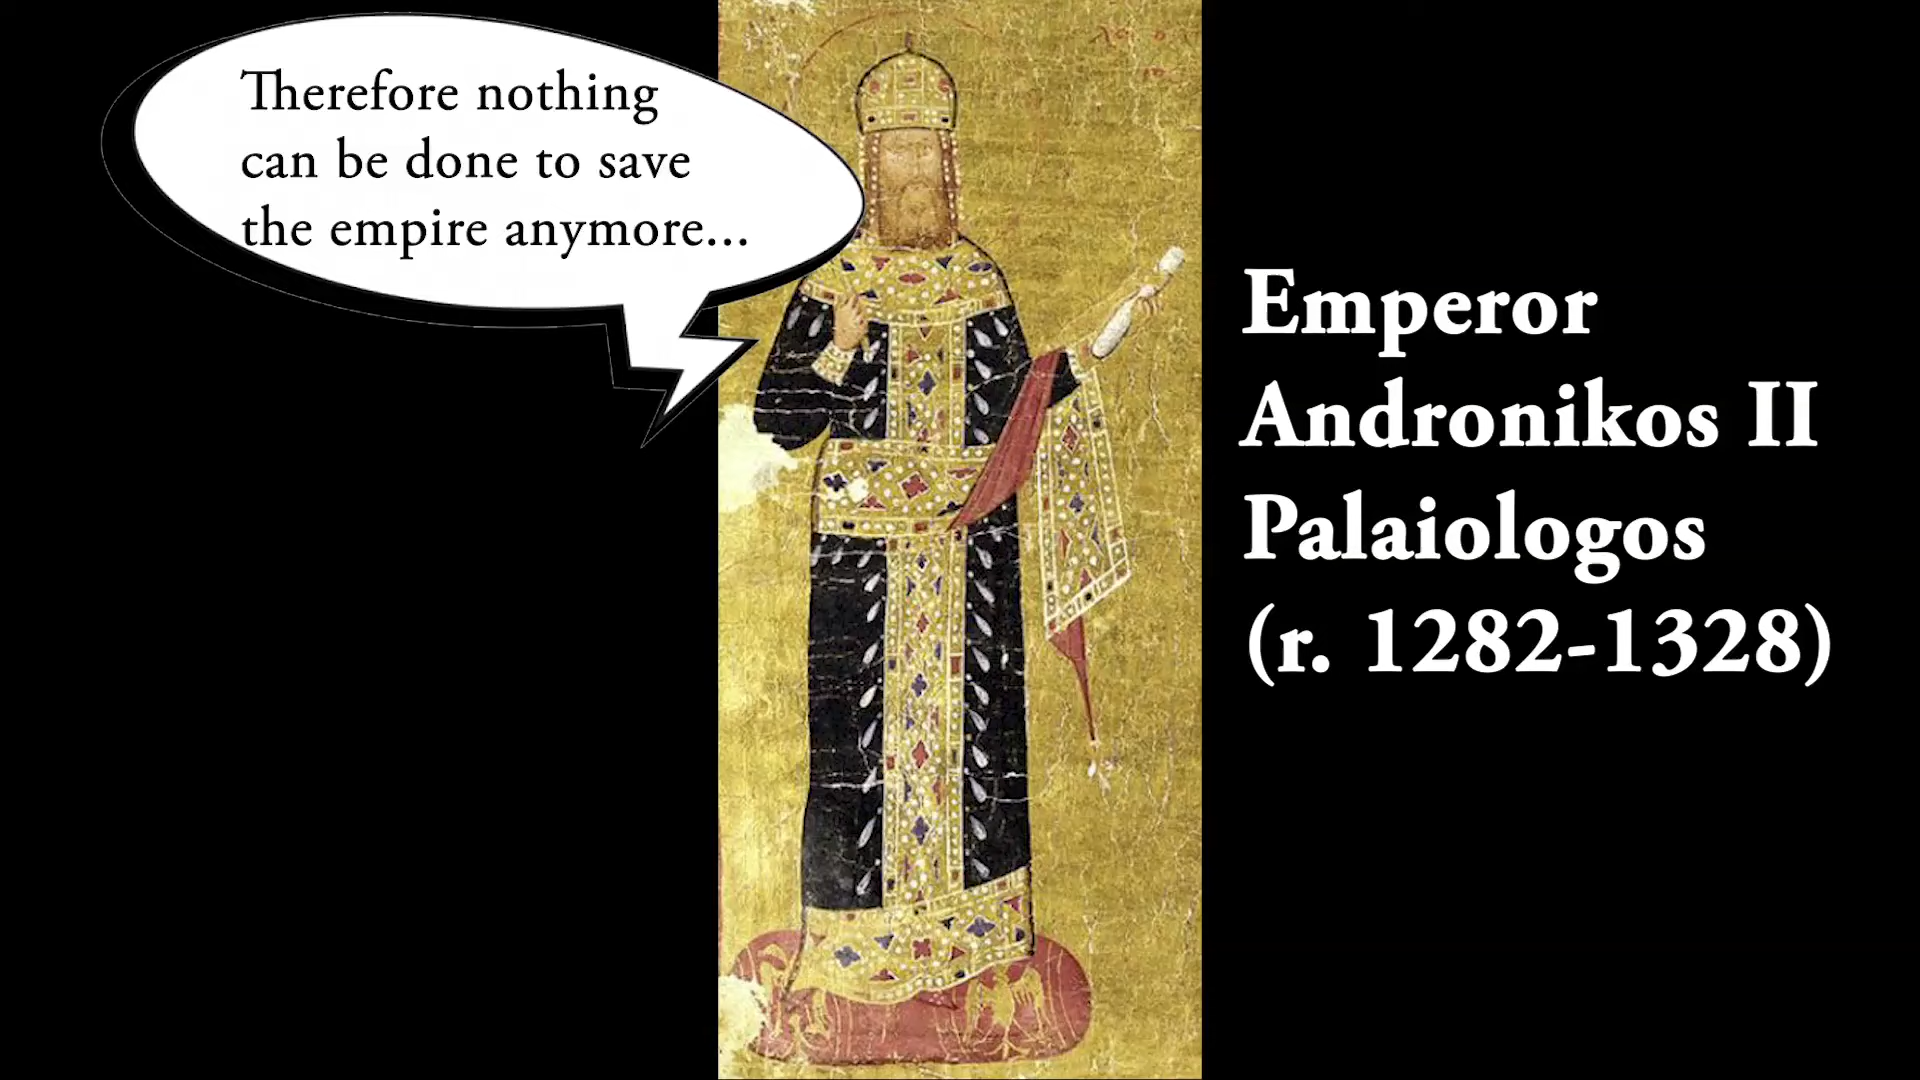 Therefore nothing
can be done to save
the empire anymore...
Emperor
Andronikos II
Palaiologos
(r. 1282-1328)